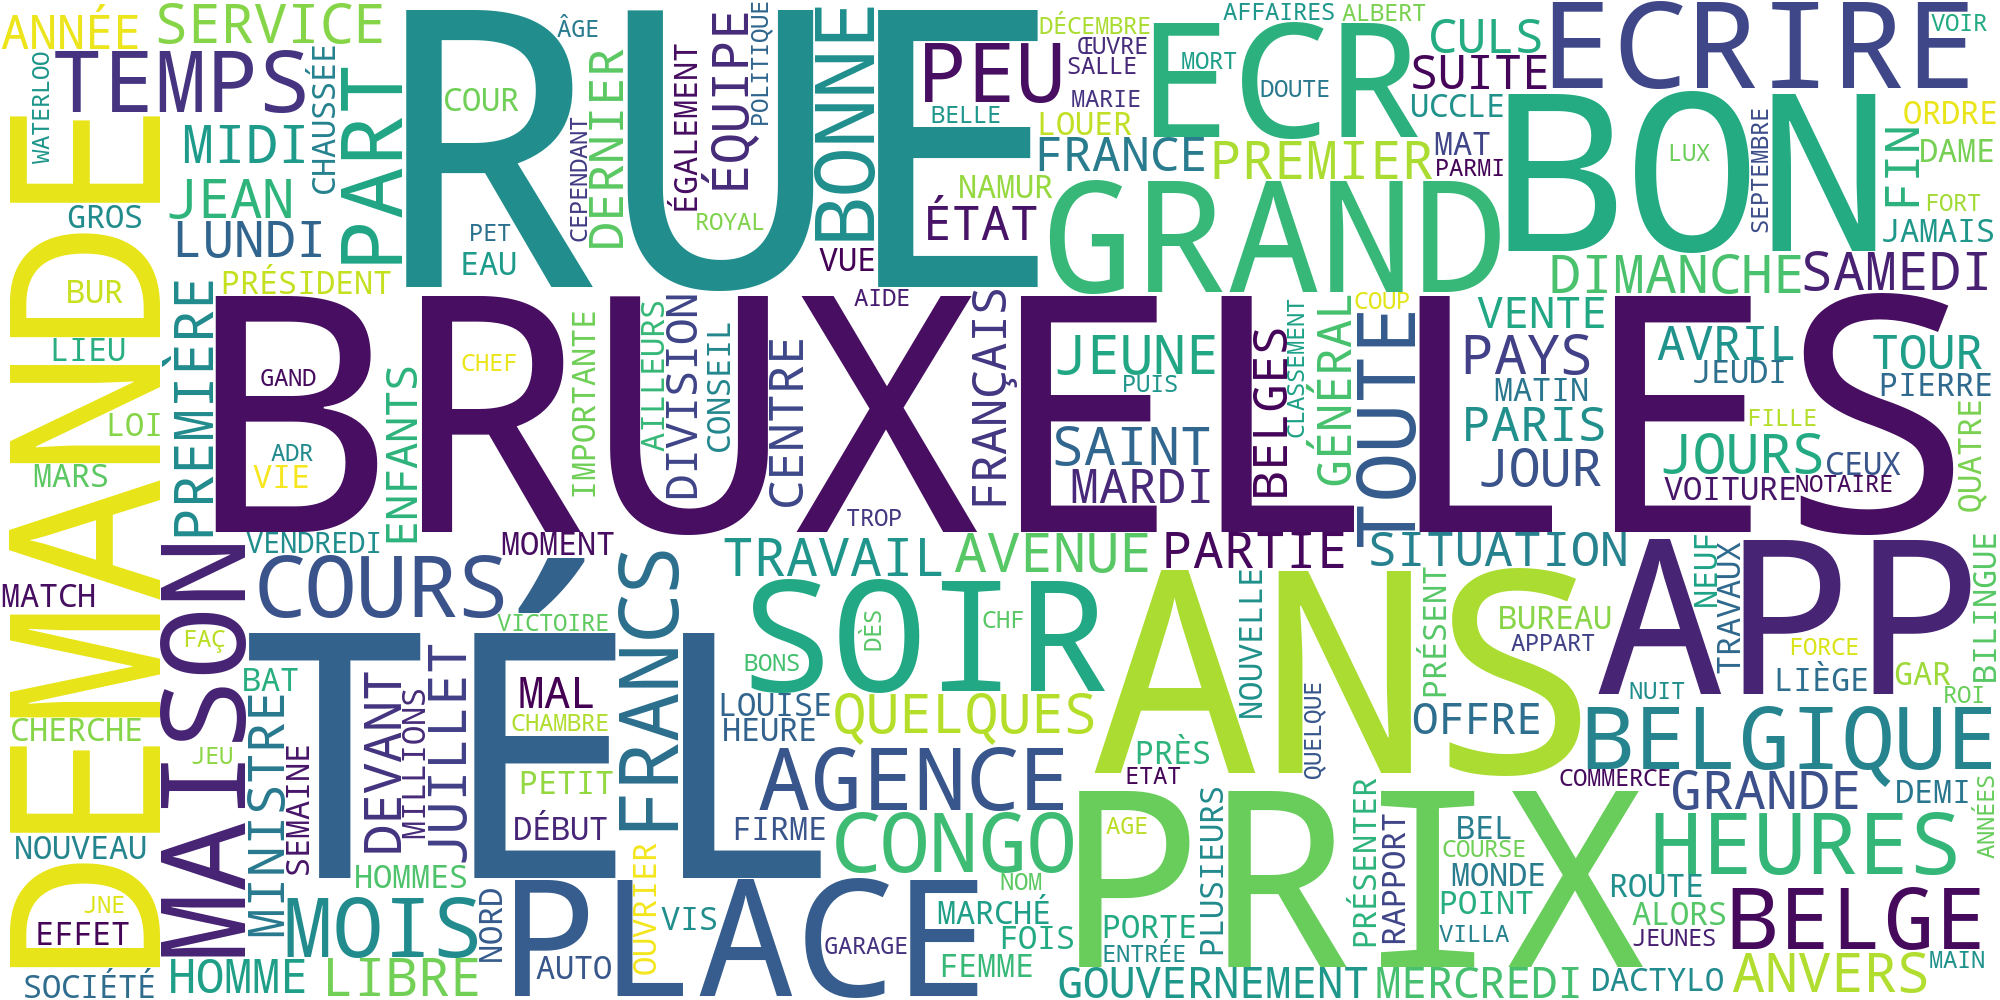 ANNÉE
SERVICE
TEMPS
WATERLOO
CHAUSSÉE
MIDI
JEAN
GROS
LUNDI
PART
RUE
COUR
ÂGE
PET
EAU
CEPENDANT
DERNIER
ÉGALEMENT
ÉQUIPE
POLITIQUE
ROYAL
BONNE
VUE
PEU
BELLE
DÉCEMBRE
ŒUVRE
SALLE
MARIE
LOUER
FRANCE
NAMUR
ÉTAT
AFFAIRES
ALBERT
ECR
MORT
DOUTE
CULS
SUITE
UCCLE
MAT
PARMI
PREMIER
GRAND
ECRIRE
VOIR
BON
LUX
SEPTEMBRE
ORDRE
DAME
FIN
FORT
JAMAIS
DIMANCHE
SAMEDI
DEMANDE
BUR
LIEU
LOI
MARS
PRÉSIDENT
PREMIÈRE
BRUXELLES
GAND
ADR
VIE
CHEF
ENFANTS
IMPORTANTE
AILLEURS
DIVISION
CONSEIL
CENTRE
AIDE
TROP
FRANÇAIS
JEUNE
PUIS
SAINT
MARDI
BELGES
CLASSEMENT
GÉNÉRAL
COUP
TOUTE
VENTE
PAYS
MATIN
PARIS
JOUR
AVRIL
JEUDI
TOUR
PIERRE
FILLE
JOURS
CEUX
VOITURE
NOTAIRE
QUATRE
VENDREDI
MOMENT
TRAVAIL
AVENUE
PARTIE
SITUATION
MATCH
MAISON
FAÇ
JEU
COURS
TÉL
VICTOIRE
MAL
CHAMBRE
PETIT
DÉBUT
FRANCS
SOIR
DÈS
CHF
BONS
LOUISE
HEURE
QUELQUES
ANS
NOUVELLE
QUELQUE
PRÉSENT
BUREAU
APPART
OFFRE
NEUF
TRAVAUX
APP
NUIT
FORCE
LIÈGE
GAR
ROI
BILINGUE
BAT
CHERCHE
MINISTRE
SEMAINE
DEVANT
MILLIONS
JUILLET
AGENCE
FIRME
CONGO
PRÈS
ETAT
BELGIQUE
COMMERCE
GRANDE
DEMI
ANNÉES
NOUVEAU
HOMMES
PRIX
AGE
PLUSIEURS
PRÉSENTER
RAPPORT
BEL
COURSE
MONDE
POINT
VILLA
HEURES
ROUTE
ALORS
JEUNES
BELGE
JNE
EFFET
SOCIÉTÉ
MOIS
HOMME
LIBRE
NORD
PLACE
AUTO
OUVRIER
VIS
GARAGE
NOM
MARCHÉ
FOIS
FEMME
PORTE
ENTRÉE
GOUVERNEMENT
MERCREDI
DACTYLO
ANVERS
MAIN